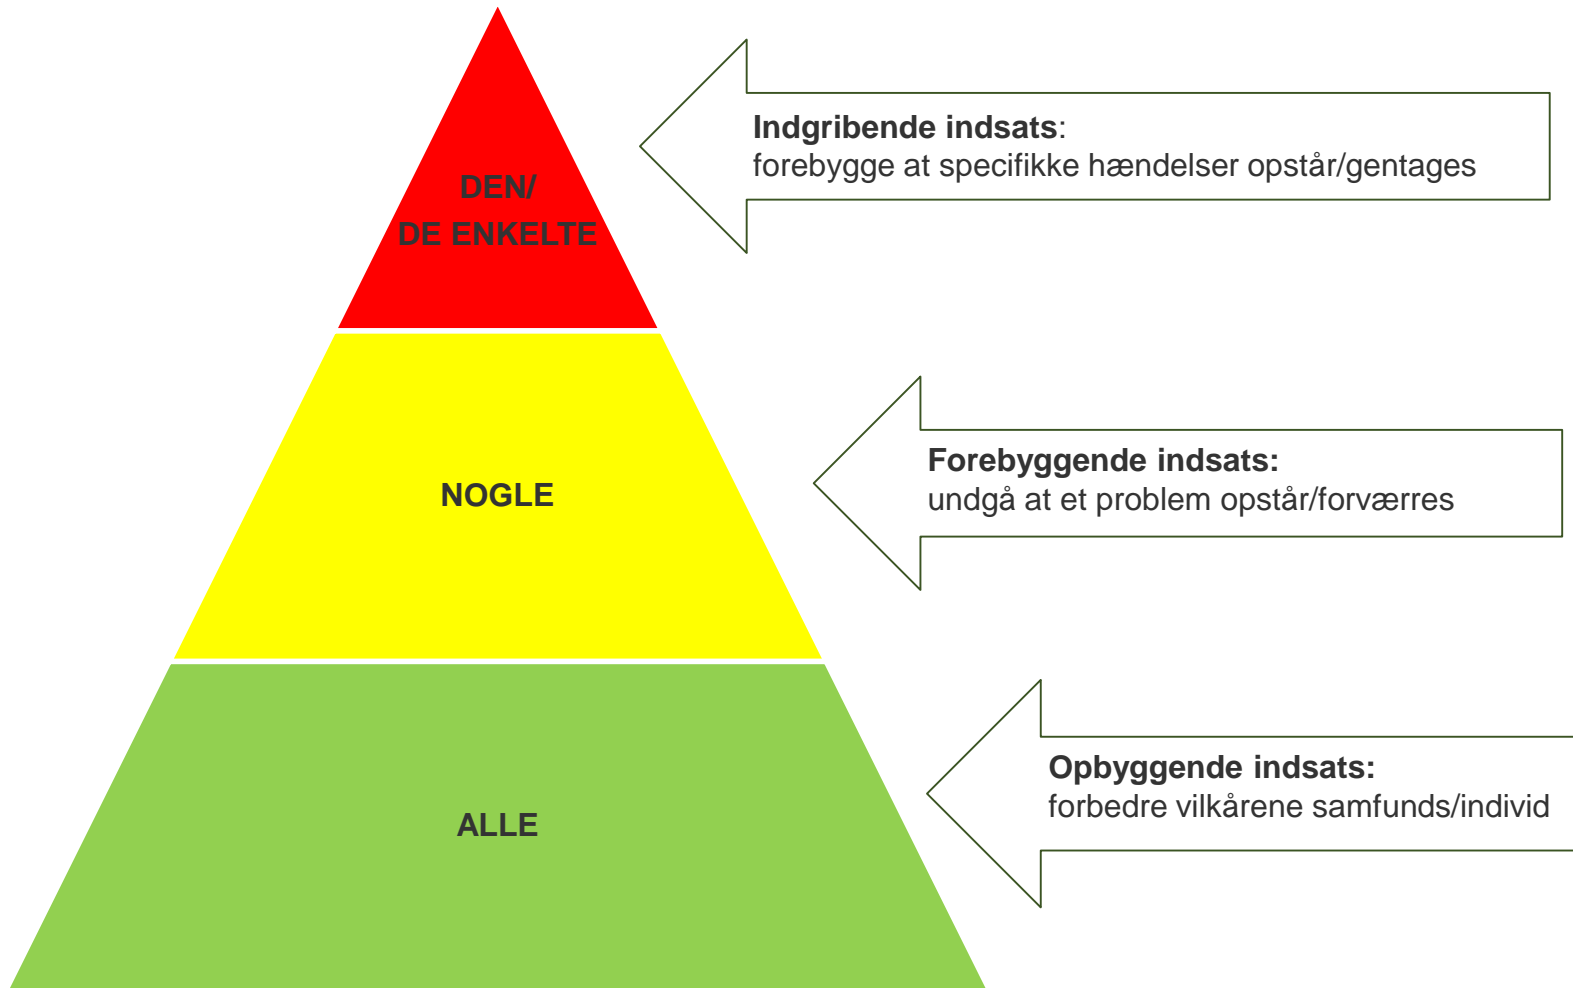 DEN/
DE ENKELTE
Indgribende indsats:
forebygge at specifikke hændelser opstår/gentages
NOGLE
Forebyggende indsats:
undgå at et problem opstår/forværres
ALLE
Opbyggende indsats:
forbedre vilkårene samfunds/individ